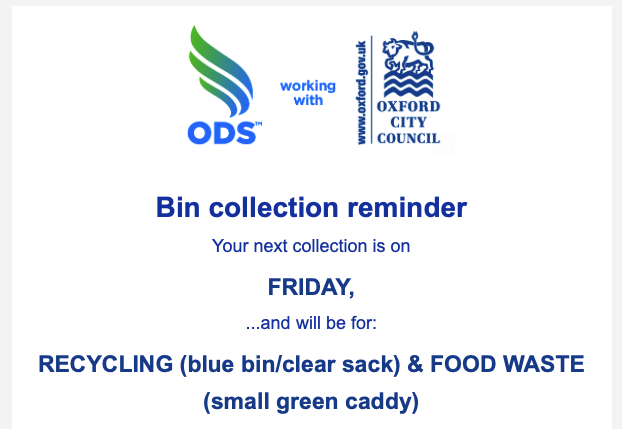 ODS™
working
with
www.oxford.gov.uk
OXFORD
CITY
COUNCIL
Bin collection reminder
Your next collection is on
FRIDAY,
...and will be for:
RECYCLING (blue bin/clear sack) & FOOD WASTE
(small green caddy)